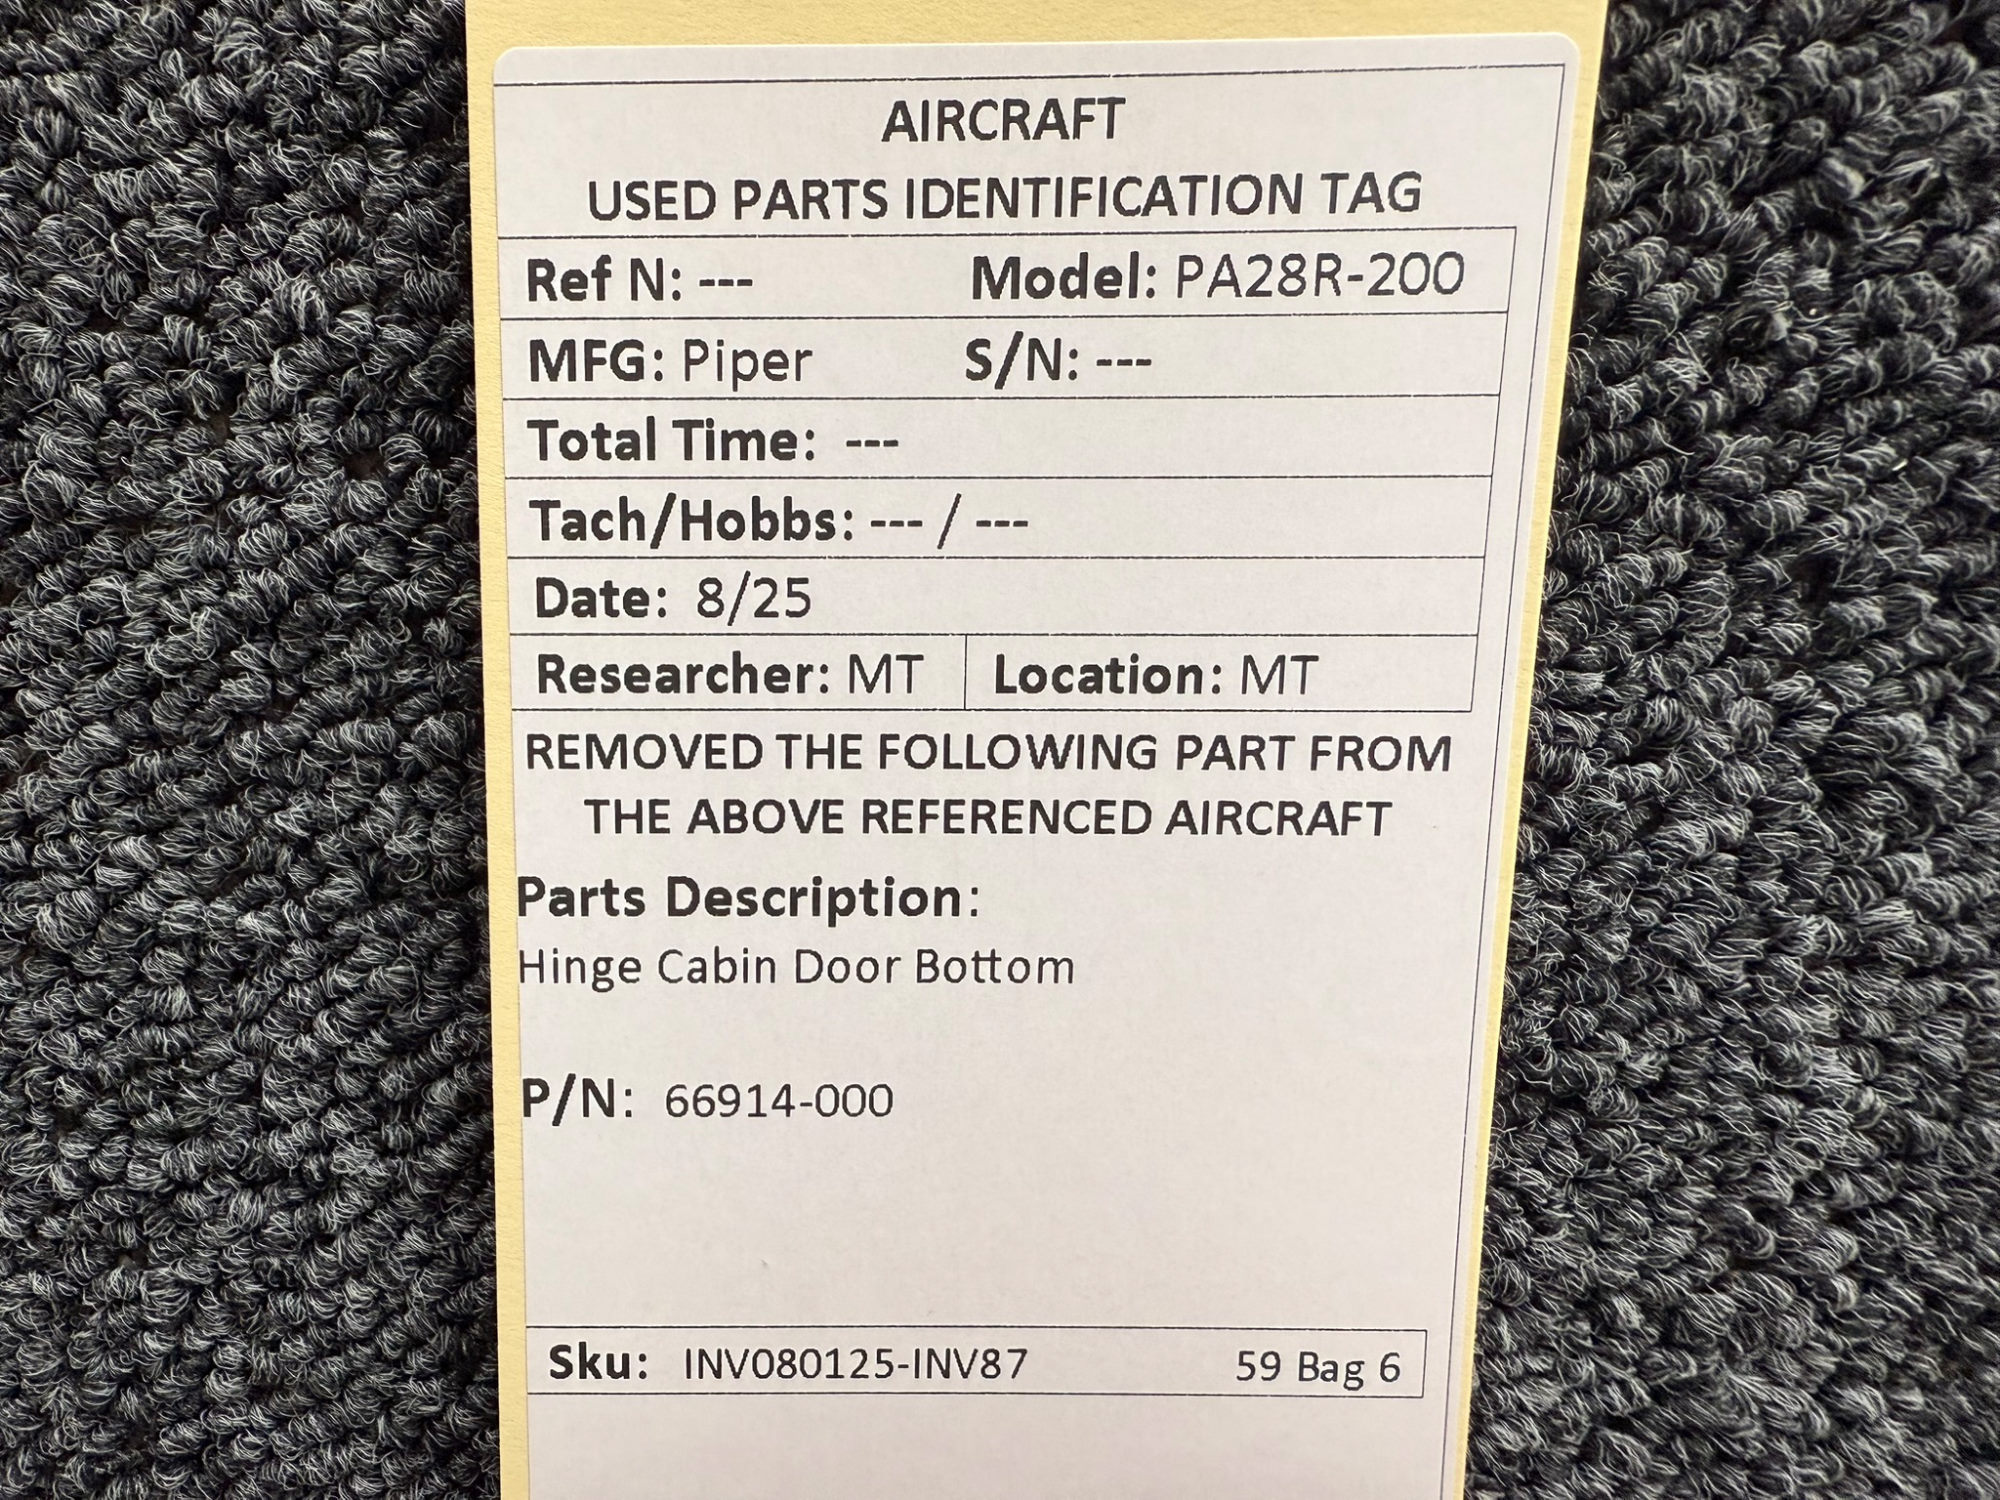 AIRCRAFT
USED PARTS IDENTIFICATION TAG
Ref N: --- Model: PA28R-200
MFG: Piper S/N: ---
Total Time: ---
Tach/Hobbs: --- / ---
Date: 8/25
Researcher: MT Location: MT
REMOVED THE FOLLOWING PART FROM
THE ABOVE REFERENCED AIRCRAFT
Parts Description:
Hinge Cabin Door Bottom
P/N: 66914-000
Sku: INV080125-INV87 59 Bag 6